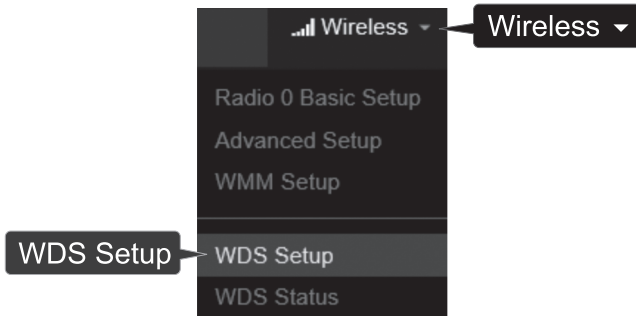 Wireless
Wireless
Radio 0 Basic Setup
Advanced Setup
WMM Setup
WDS Setup
WDS Setup
WDS Status